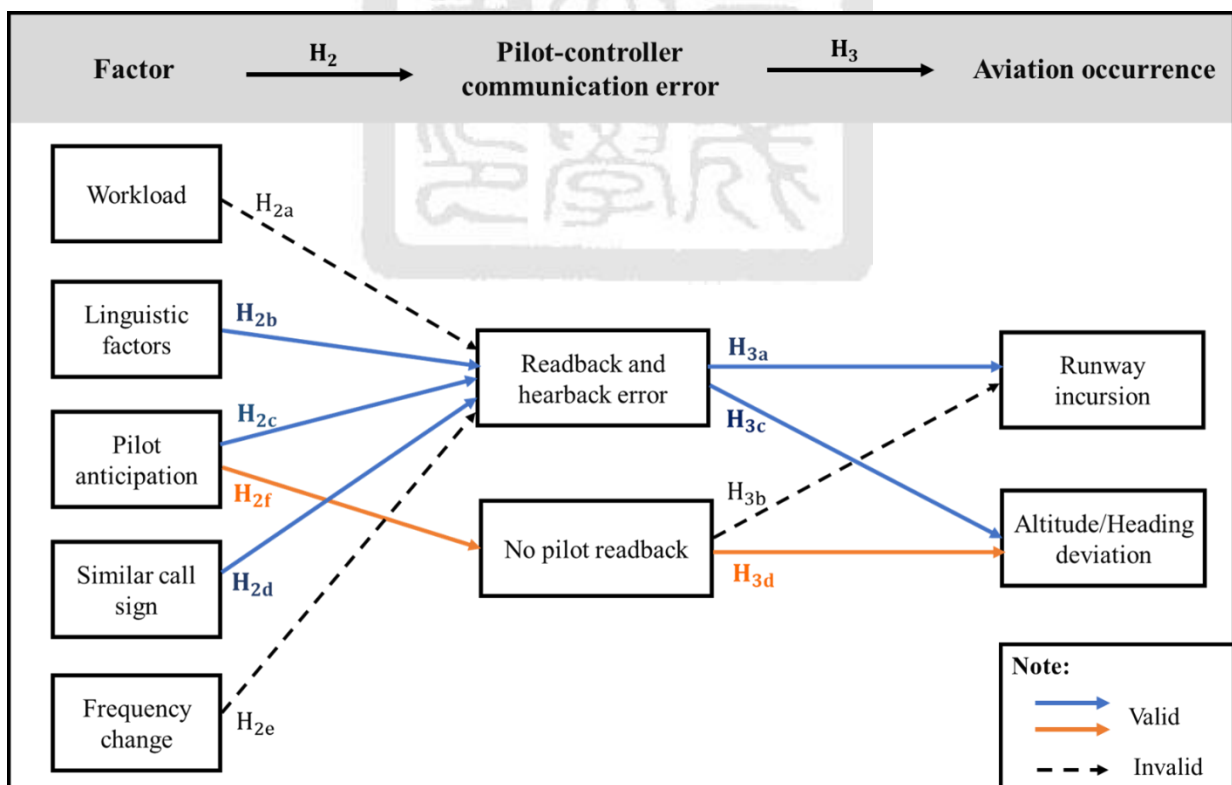 Factor
H₂
Pilot-controller
communication error
H₃
Aviation occurrence
Workload
H₂ₐ
Linguistic
factors
H₂b
Pilot
anticipation
H₂c
H₂f
Similar call
sign
H₂d
Frequency
change
H₂ₑ
Readback and
hearback error
No pilot readback
H₃ₐ
H₃c
H₃b
H₃d
Runway
incursion
Altitude/Heading
deviation
Note:
Valid
Invalid